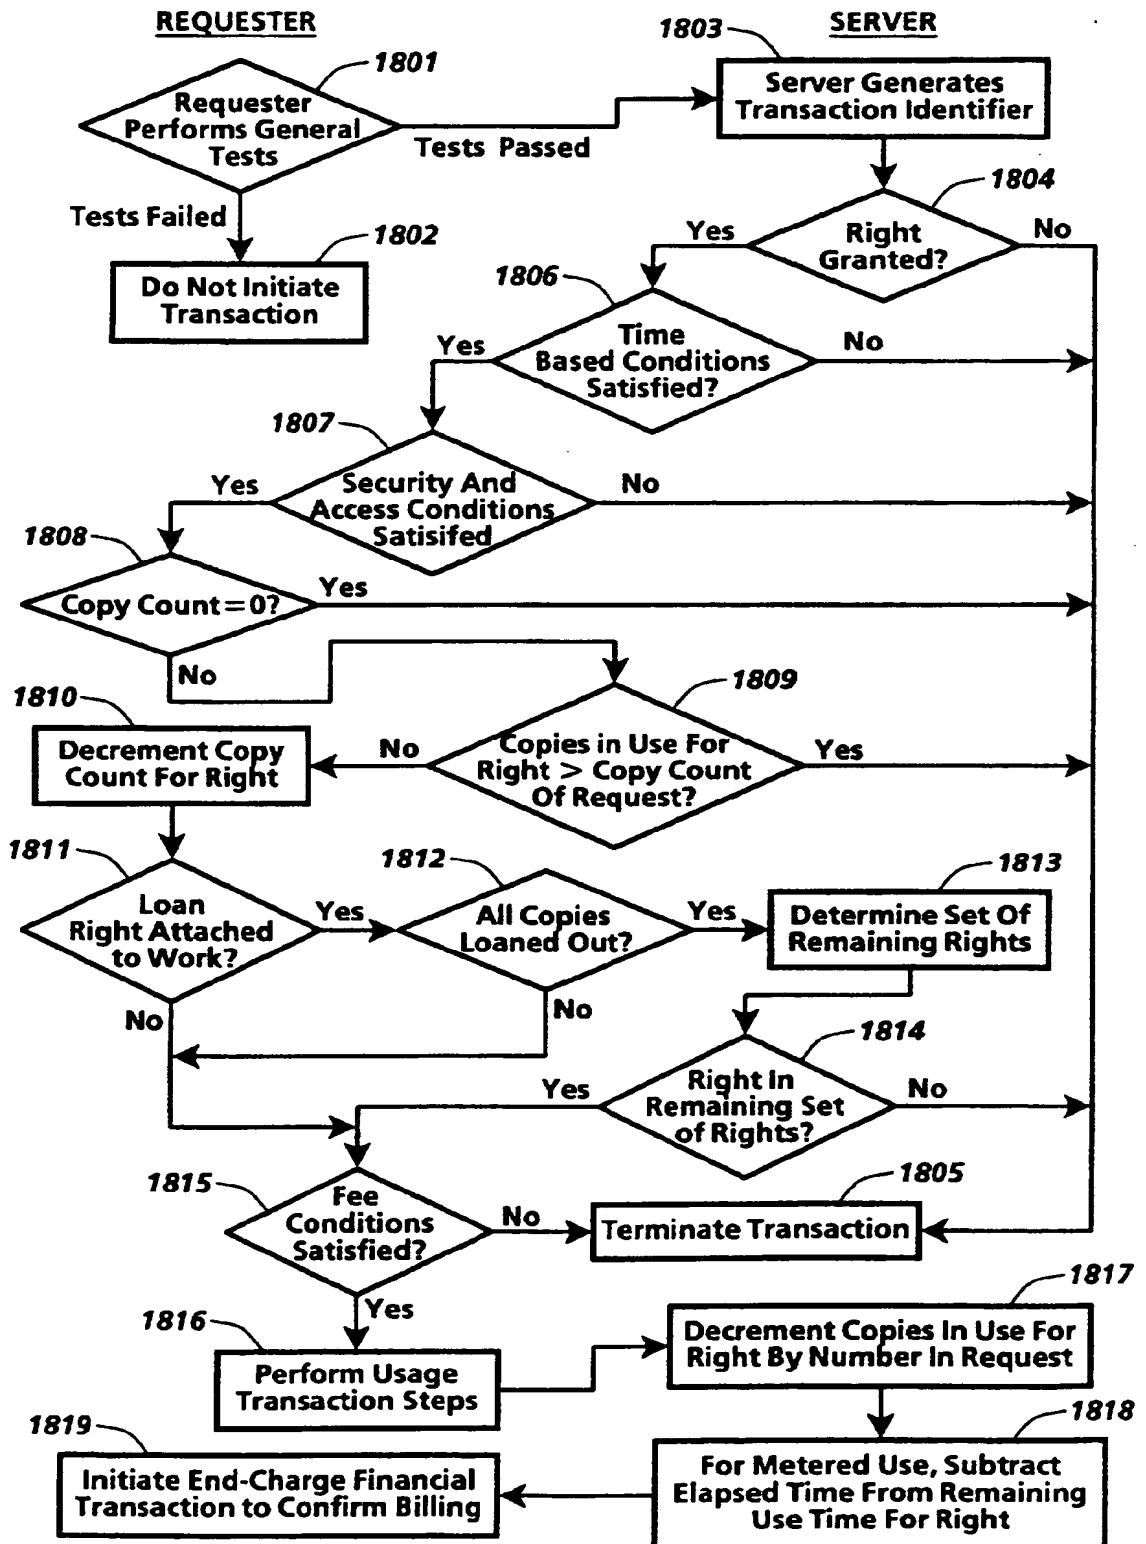 REQUESTER
SERVER
1801
Requester
Performs General
Tests
Tests Passed
Tests Failed
1802
Do Not Initiate
Transaction
1803
Server Generates
Transaction Identifier
1804
Right
Granted?
Yes
No
1806
Time
Based Conditions
Satisfied?
Yes
No
1807
Security And
Access Conditions
Satisifed
Yes
No
1808
Copy Count=0?
Yes
No
1809
Copies in Use For
Right > Copy Count
Of Request?
No
Yes
1810
Decrement Copy
Count For Right
1811
Loan
Right Attached
to Work?
Yes
No
1812
All Copies
Loaned Out?
Yes
No
1813
Determine Set Of
Remaining Rights
1814
Right In
Remaining Set
of Rights?
Yes
No
1815
Fee
Conditions
Satisfied?
No
Yes
1805
Terminate Transaction
1816
Perform Usage
Transaction Steps
1817
Decrement Copies In Use For
Right By Number In Request
1818
For Metered Use, Subtract
Elapsed Time From Remaining
Use Time For Right
1819
Initiate End-Charge Financial
Transaction to Confirm Billing